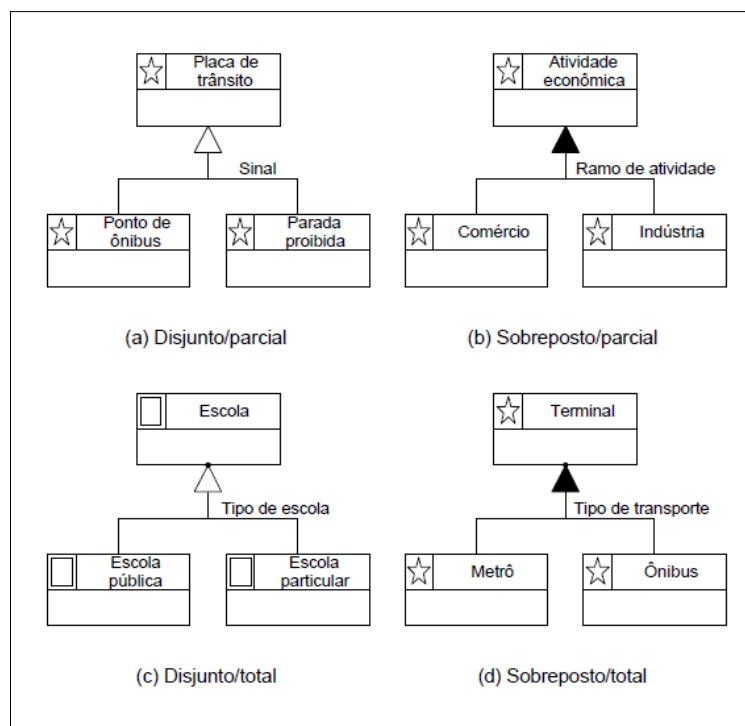 Placa de
trânsito
Sinal
Ponto de
ônibus
Parada
proibida
(a) Disjunto/parcial
Atividade
econômica
Ramo de atividade
Comércio
Indústria
(b) Sobreposto/parcial
Escola
Tipo de escola
Escola
pública
Escola
particular
(c) Disjunto/total
Terminal
Tipo de transporte
Metrô
Ônibus
(d) Sobreposto/total